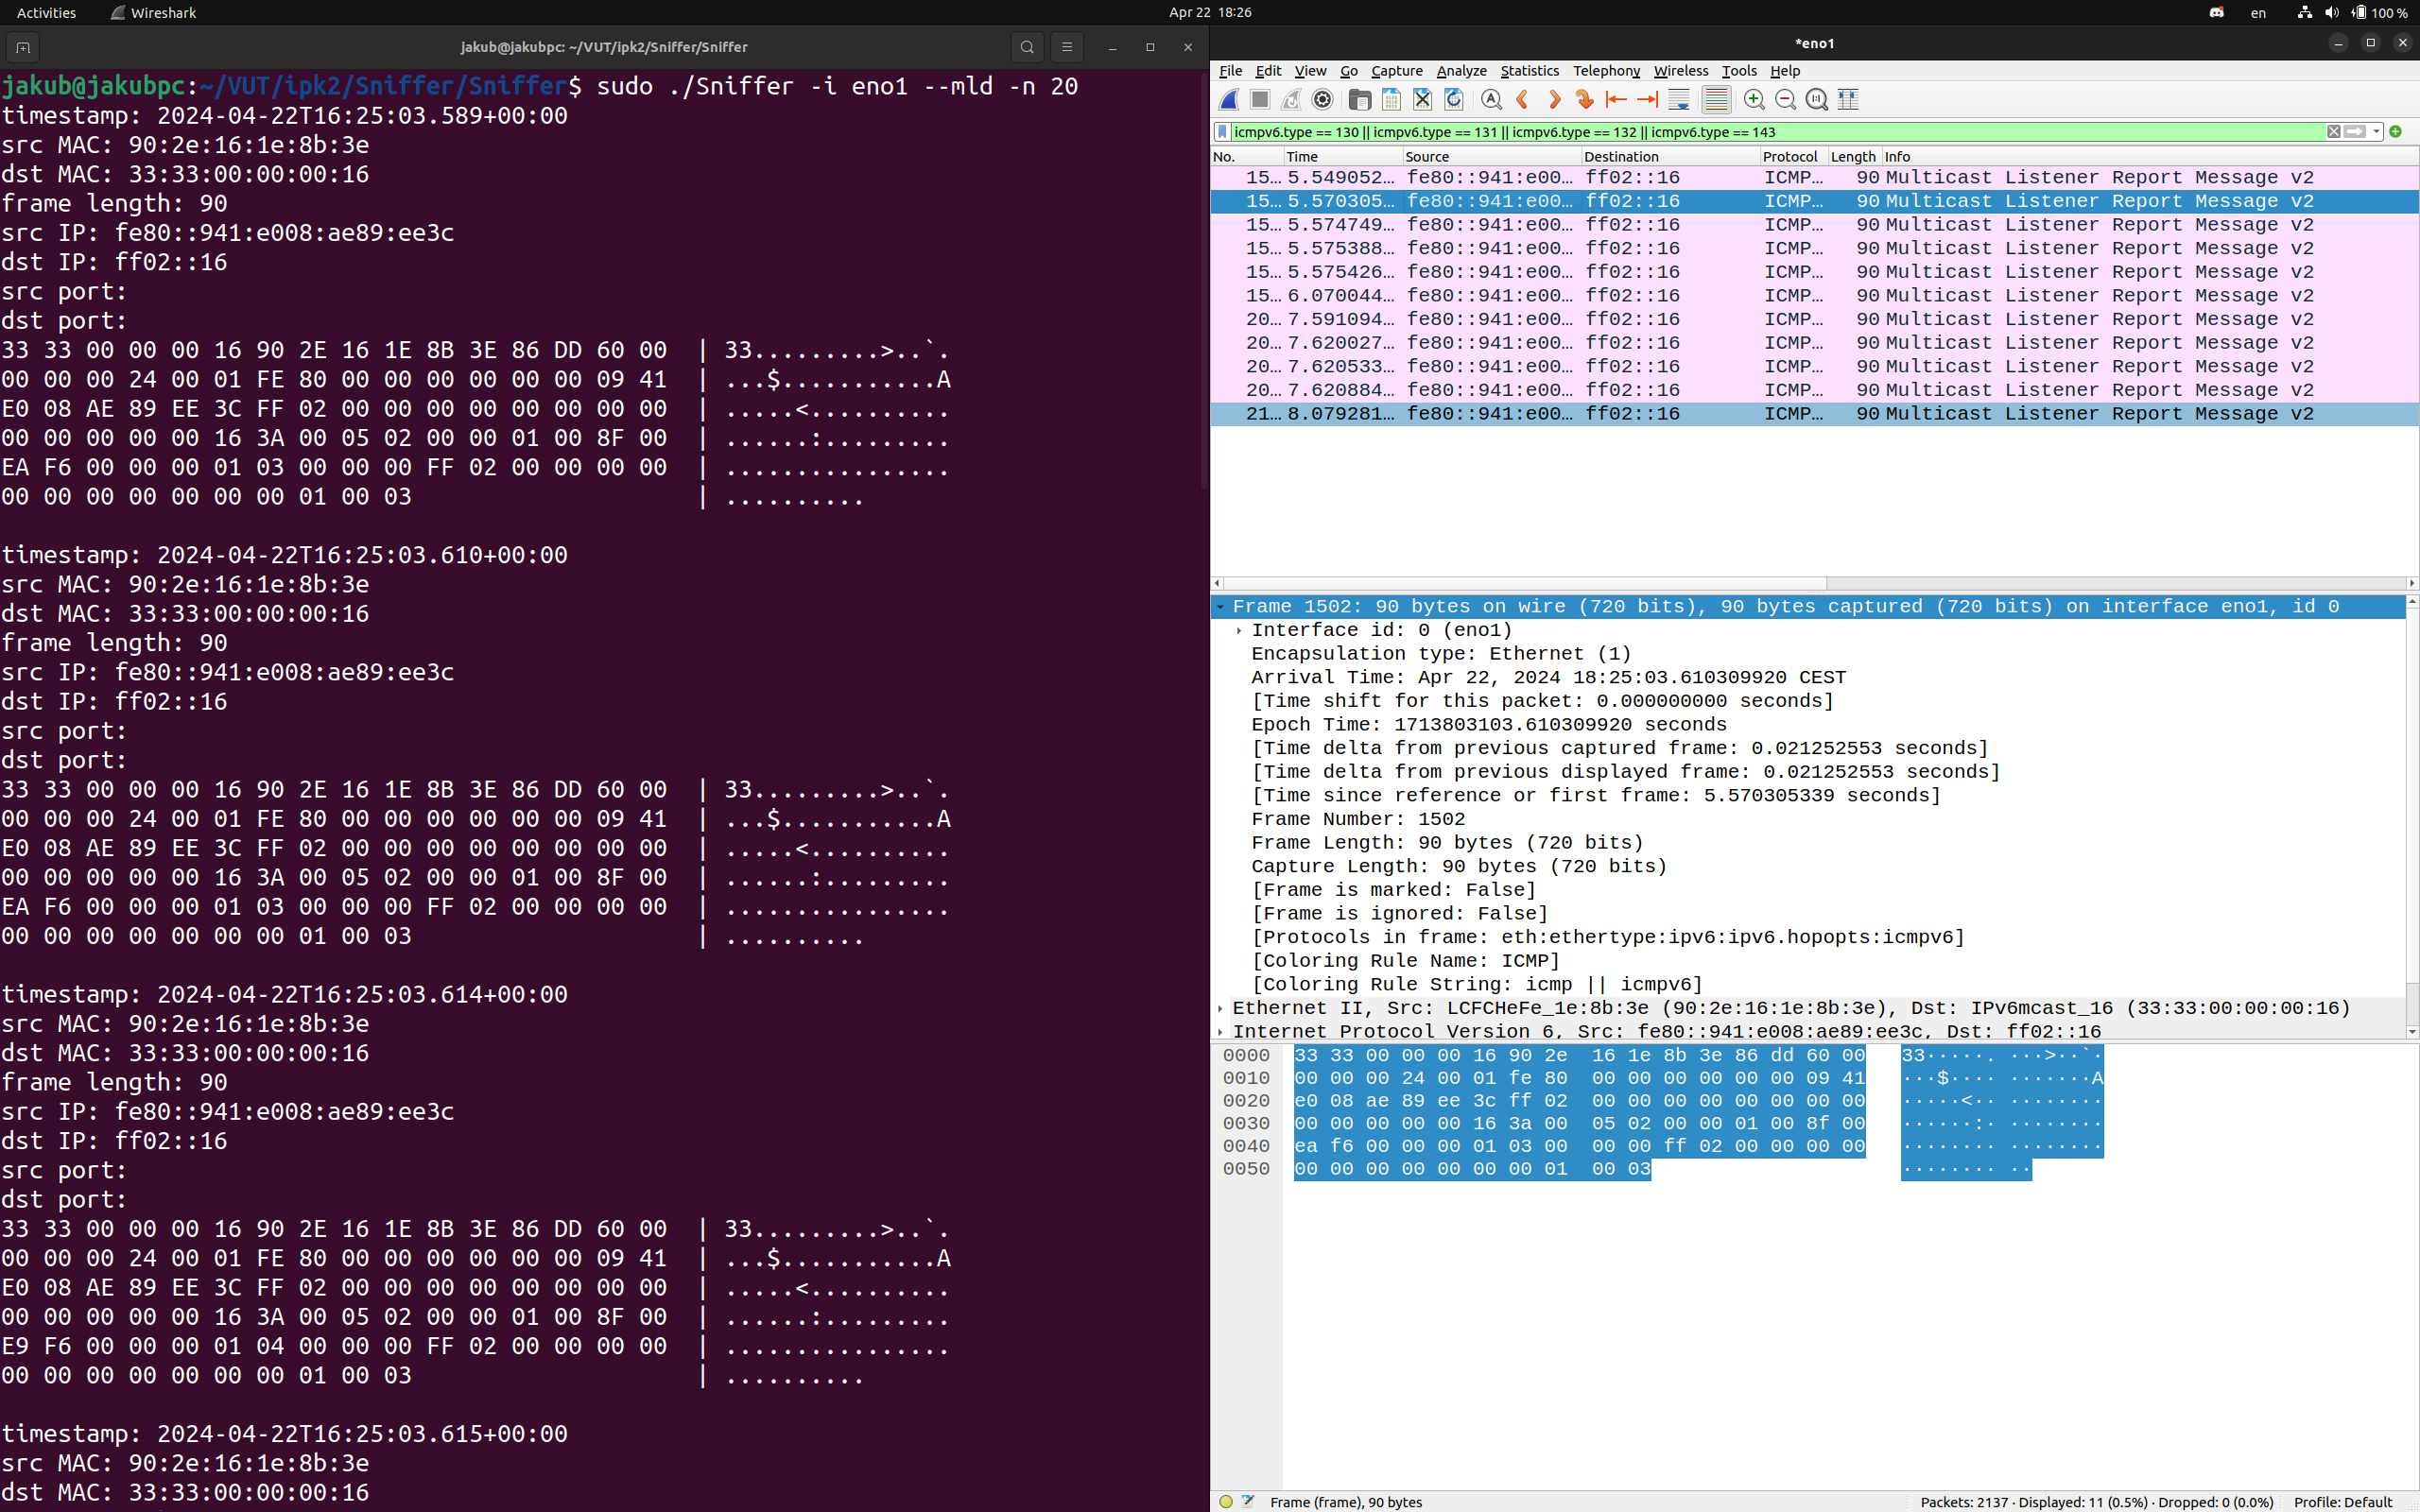 Activities Wireshark Apr 22 18:26 en 100 %
jakub@jakubpc: ~/VUT/ipk2/Sniffer/Sniffer
jakub@jakubpc:~/VUT/ipk2/Sniffer/Sniffer$ sudo ./Sniffer -i eno1 --mld -n 20
timestamp: 2024-04-22T16:25:03.589+00:00
src MAC: 90:2e:16:1e:8b:3e
dst MAC: 33:33:00:00:00:16
frame length: 90
src IP: fe80::941:e008:ae89:ee3c
dst IP: ff02::16
src port:
dst port:
33 33 00 00 00 16 90 2E 16 1E 8B 3E 86 DD 60 00 | 33.........>..`.
00 00 00 24 00 01 FE 80 00 00 00 00 00 00 09 41 | ...$...........A
E0 08 AE 89 EE 3C FF 02 00 00 00 00 00 00 00 00 | .....<..........
00 00 00 00 00 16 3A 00 05 02 00 00 01 00 8F 00 | ......:.........
EA F6 00 00 00 01 03 00 00 00 FF 02 00 00 00 00 | ................
00 00 00 00 00 00 00 01 00 03 | ..........
timestamp: 2024-04-22T16:25:03.610+00:00
src MAC: 90:2e:16:1e:8b:3e
dst MAC: 33:33:00:00:00:16
frame length: 90
src IP: fe80::941:e008:ae89:ee3c
dst IP: ff02::16
src port:
dst port:
33 33 00 00 00 16 90 2E 16 1E 8B 3E 86 DD 60 00 | 33.........>..`.
00 00 00 24 00 01 FE 80 00 00 00 00 00 00 09 41 | ...$...........A
E0 08 AE 89 EE 3C FF 02 00 00 00 00 00 00 00 00 | .....<..........
00 00 00 00 00 16 3A 00 05 02 00 00 01 00 8F 00 | ......:.........
EA F6 00 00 00 01 03 00 00 00 FF 02 00 00 00 00 | ................
00 00 00 00 00 00 00 01 00 03 | ..........
timestamp: 2024-04-22T16:25:03.614+00:00
src MAC: 90:2e:16:1e:8b:3e
dst MAC: 33:33:00:00:00:16
frame length: 90
src IP: fe80::941:e008:ae89:ee3c
dst IP: ff02::16
src port:
dst port:
33 33 00 00 00 16 90 2E 16 1E 8B 3E 86 DD 60 00 | 33.........>..`.
00 00 00 24 00 01 FE 80 00 00 00 00 00 00 09 41 | ...$...........A
E0 08 AE 89 EE 3C FF 02 00 00 00 00 00 00 00 00 | .....<..........
00 00 00 00 00 16 3A 00 05 02 00 00 01 00 8F 00 | ......:.........
E9 F6 00 00 00 01 04 00 00 00 FF 02 00 00 00 00 | ................
00 00 00 00 00 00 00 01 00 03 | ..........
timestamp: 2024-04-22T16:25:03.615+00:00
src MAC: 90:2e:16:1e:8b:3e
dst MAC: 33:33:00:00:00:16
*eno1
File Edit View Go Capture Analyze Statistics Telephony Wireless Tools Help
icmpv6.type == 130 || icmpv6.type == 131 || icmpv6.type == 132 || icmpv6.type == 143
No. Time Source Destination Protocol Length Info
15… 5.549052… fe80::941:e00… ff02::16 ICMP… 90 Multicast Listener Report Message v2
15… 5.570305… fe80::941:e00… ff02::16 ICMP… 90 Multicast Listener Report Message v2
15… 5.574749… fe80::941:e00… ff02::16 ICMP… 90 Multicast Listener Report Message v2
15… 5.575388… fe80::941:e00… ff02::16 ICMP… 90 Multicast Listener Report Message v2
15… 5.575426… fe80::941:e00… ff02::16 ICMP… 90 Multicast Listener Report Message v2
15… 6.070044… fe80::941:e00… ff02::16 ICMP… 90 Multicast Listener Report Message v2
20… 7.591094… fe80::941:e00… ff02::16 ICMP… 90 Multicast Listener Report Message v2
20… 7.620027… fe80::941:e00… ff02::16 ICMP… 90 Multicast Listener Report Message v2
20… 7.620533… fe80::941:e00… ff02::16 ICMP… 90 Multicast Listener Report Message v2
20… 7.620884… fe80::941:e00… ff02::16 ICMP… 90 Multicast Listener Report Message v2
21… 8.079281… fe80::941:e00… ff02::16 ICMP… 90 Multicast Listener Report Message v2
Frame 1502: 90 bytes on wire (720 bits), 90 bytes captured (720 bits) on interface eno1, id 0
Interface id: 0 (eno1)
Encapsulation type: Ethernet (1)
Arrival Time: Apr 22, 2024 18:25:03.610309920 CEST
[Time shift for this packet: 0.000000000 seconds]
Epoch Time: 1713803103.610309920 seconds
[Time delta from previous captured frame: 0.021252553 seconds]
[Time delta from previous displayed frame: 0.021252553 seconds]
[Time since reference or first frame: 5.570305339 seconds]
Frame Number: 1502
Frame Length: 90 bytes (720 bits)
Capture Length: 90 bytes (720 bits)
[Frame is marked: False]
[Frame is ignored: False]
[Protocols in frame: eth:ethertype:ipv6:ipv6.hopopts:icmpv6]
[Coloring Rule Name: ICMP]
[Coloring Rule String: icmp || icmpv6]
Ethernet II, Src: LCFCHeFe_1e:8b:3e (90:2e:16:1e:8b:3e), Dst: IPv6mcast_16 (33:33:00:00:00:16)
Internet Protocol Version 6, Src: fe80::941:e008:ae89:ee3c, Dst: ff02::16
0000 33 33 00 00 00 16 90 2e 16 1e 8b 3e 86 dd 60 00 33·····. ···>··`·
0010 00 00 00 24 00 01 fe 80 00 00 00 00 00 00 09 41 ···$···· ·······A
0020 e0 08 ae 89 ee 3c ff 02 00 00 00 00 00 00 00 00 ·····<·· ········
0030 00 00 00 00 00 16 3a 00 05 02 00 00 01 00 8f 00 ······:· ········
0040 ea f6 00 00 00 01 03 00 00 00 ff 02 00 00 00 00 ········ ········
0050 00 00 00 00 00 00 00 01 00 03 ········ ··
Frame (frame), 90 bytes Packets: 2137 · Displayed: 11 (0.5%) · Dropped: 0 (0.0%) Profile: Default